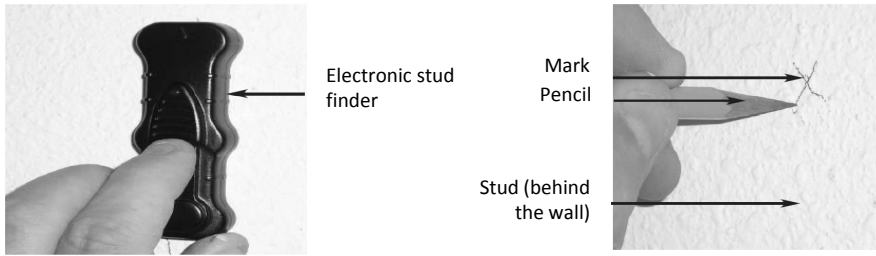 Electronic stud
finder
Mark
Pencil
Stud (behind
the wall)